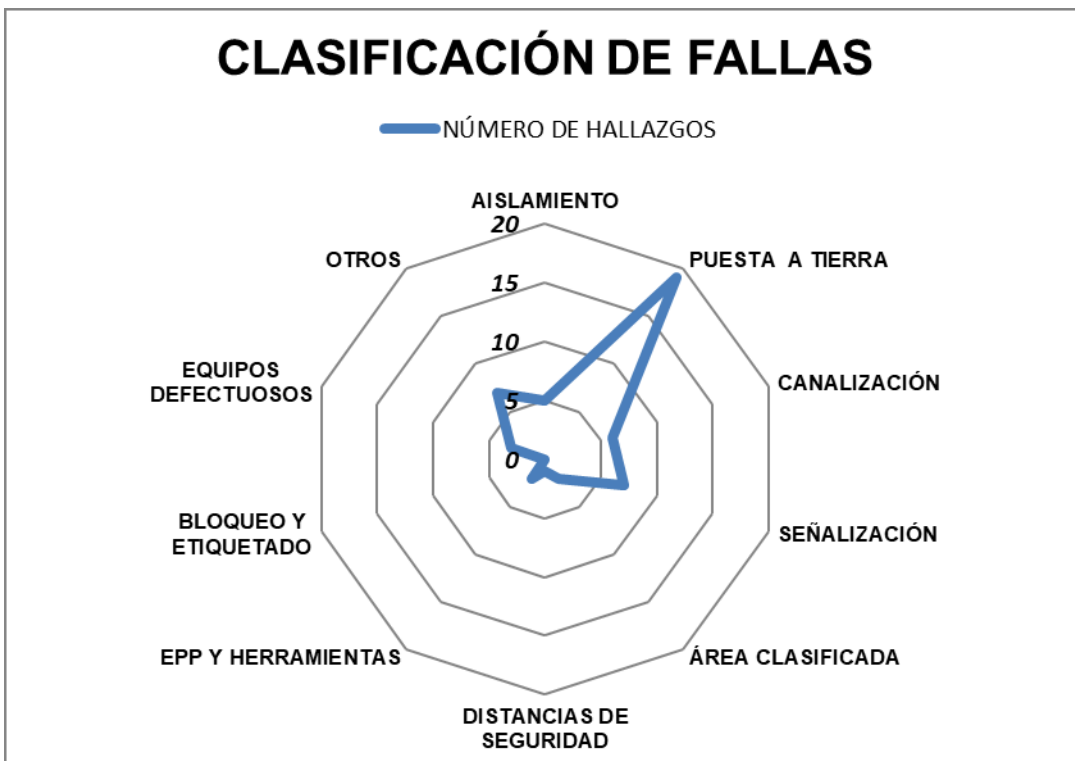 CLASIFICACIÓN DE FALLAS
NÚMERO DE HALLAZGOS
AISLAMIENTO
20
OTROS
PUESTA A TIERRA
15
10
EQUIPOS
DEFECTUOSOS
CANALIZACIÓN
5
0
BLOQUEO Y
ETIQUETADO
SEÑALIZACIÓN
EPP Y HERRAMIENTAS
ÁREA CLASIFICADA
DISTANCIAS DE
SEGURIDAD